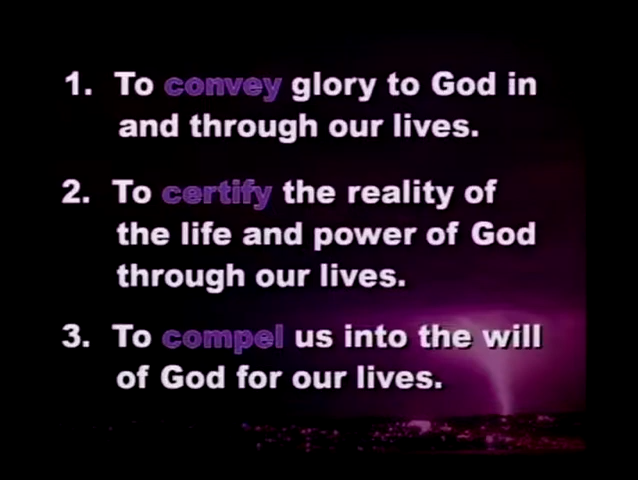 1. To convey glory to God in
and through our lives.
2. To certify the reality of
the life and power of God
through our lives.
3. To compel us into the will
of God for our lives.